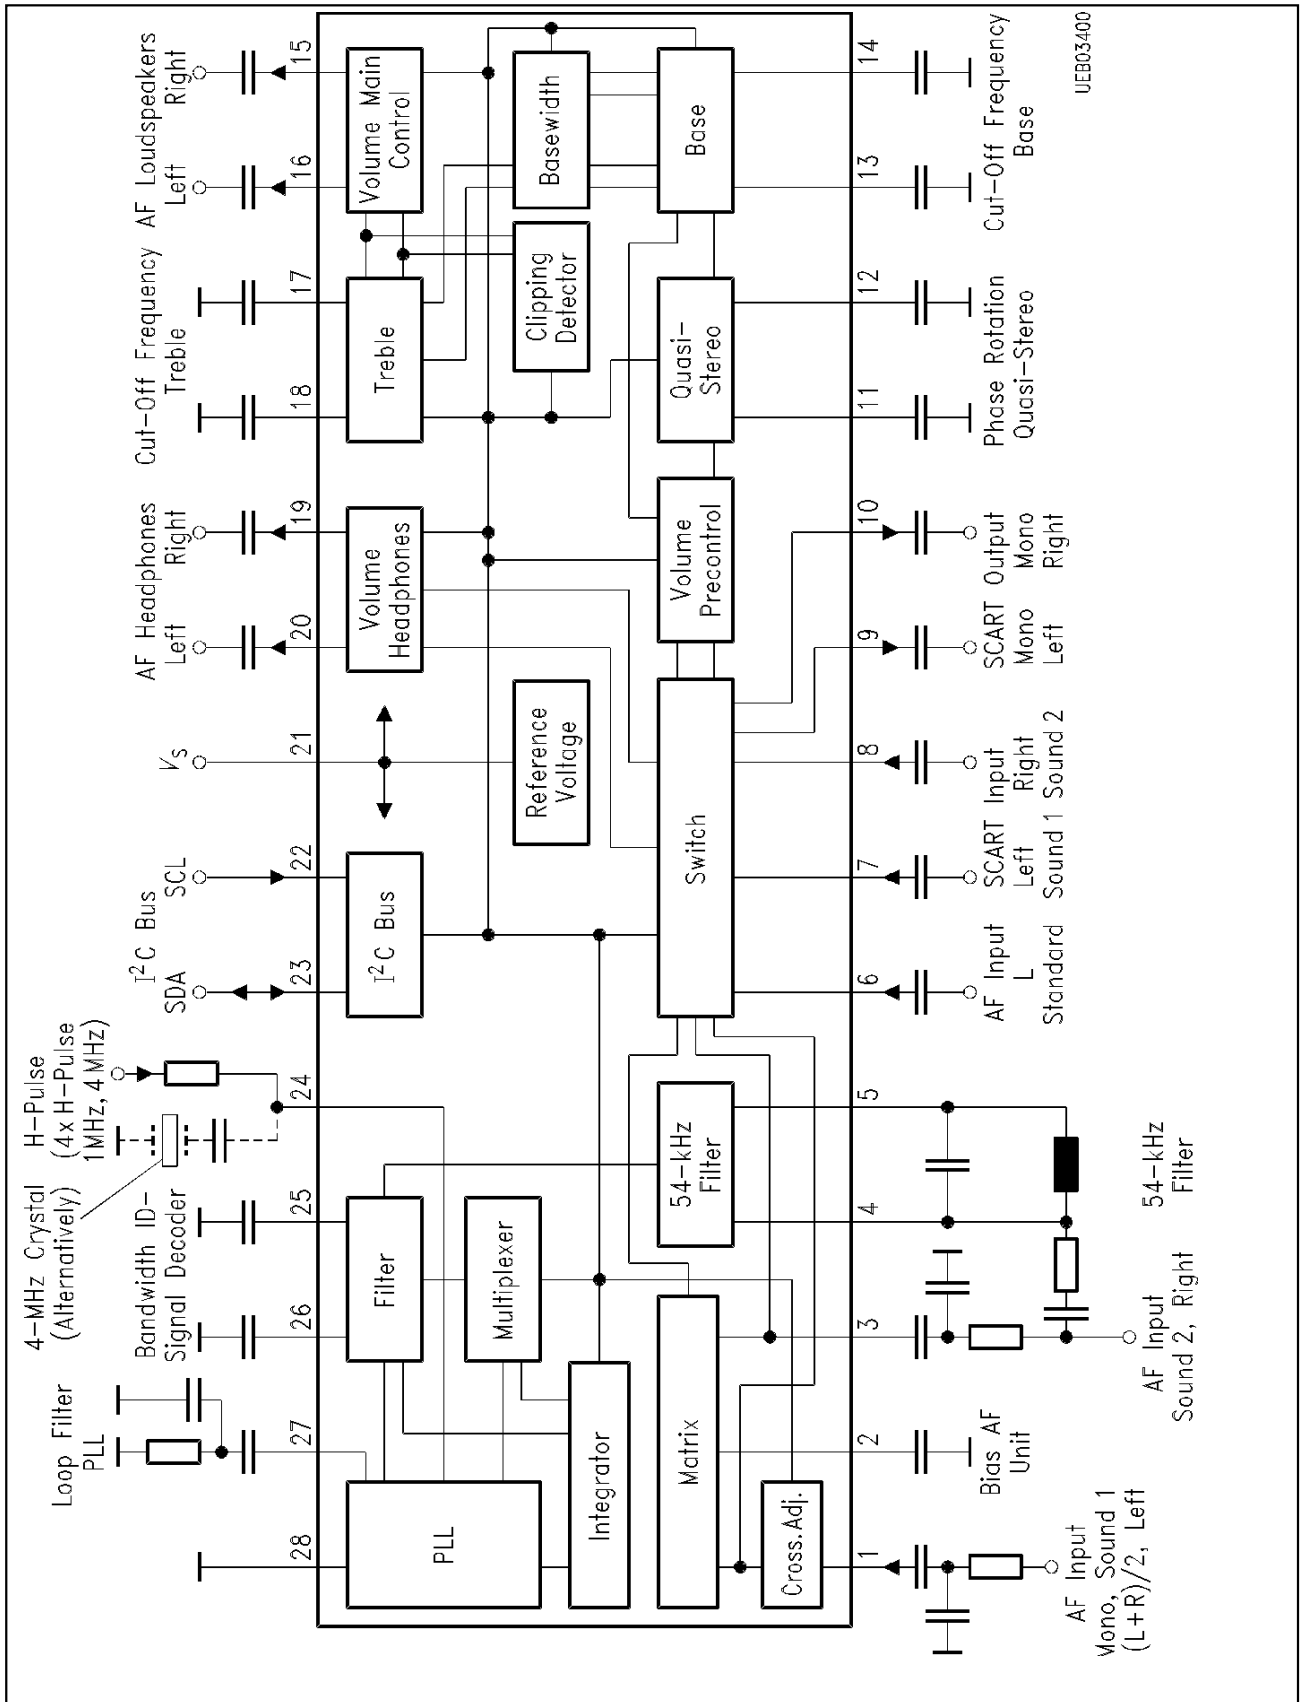 4-MHz Crystal
(Alternatively)
H-Pulse
(4x H-Pulse
1MHz, 4MHz)
Loop Filter
PLL
Bandwidth ID-
Signal Decoder
I²C Bus
SDA
SCL
Vs
AF Headphones
Left
Right
Cut-Off Frequency
Treble
AF Loudspeakers
Left
Right
28
27
26
25
24
23
22
21
20
19
18
17
16
15
PLL
Filter
Multiplexer
Integrator
I²C Bus
Reference
Voltage
Volume
Headphones
Treble
Clipping
Detector
Volume Main
Control
Basewidth
Matrix
Cross.Adj.
54-kHz
Filter
Switch
Volume
Precontrol
Quasi-
Stereo
Base
1
2
3
4
5
6
7
8
9
10
11
12
13
14
AF Input
Mono, Sound 1
(L+R)/2, Left
Bias AF
Unit
AF Input
Sound 2, Right
54-kHz
Filter
AF Input
L
Standard
SCART Input
Left
Right
Sound 1
Sound 2
SCART Output
Mono
Mono
Left
Right
Phase Rotation
Quasi-Stereo
Cut-Off Frequency
Base
UEB03400